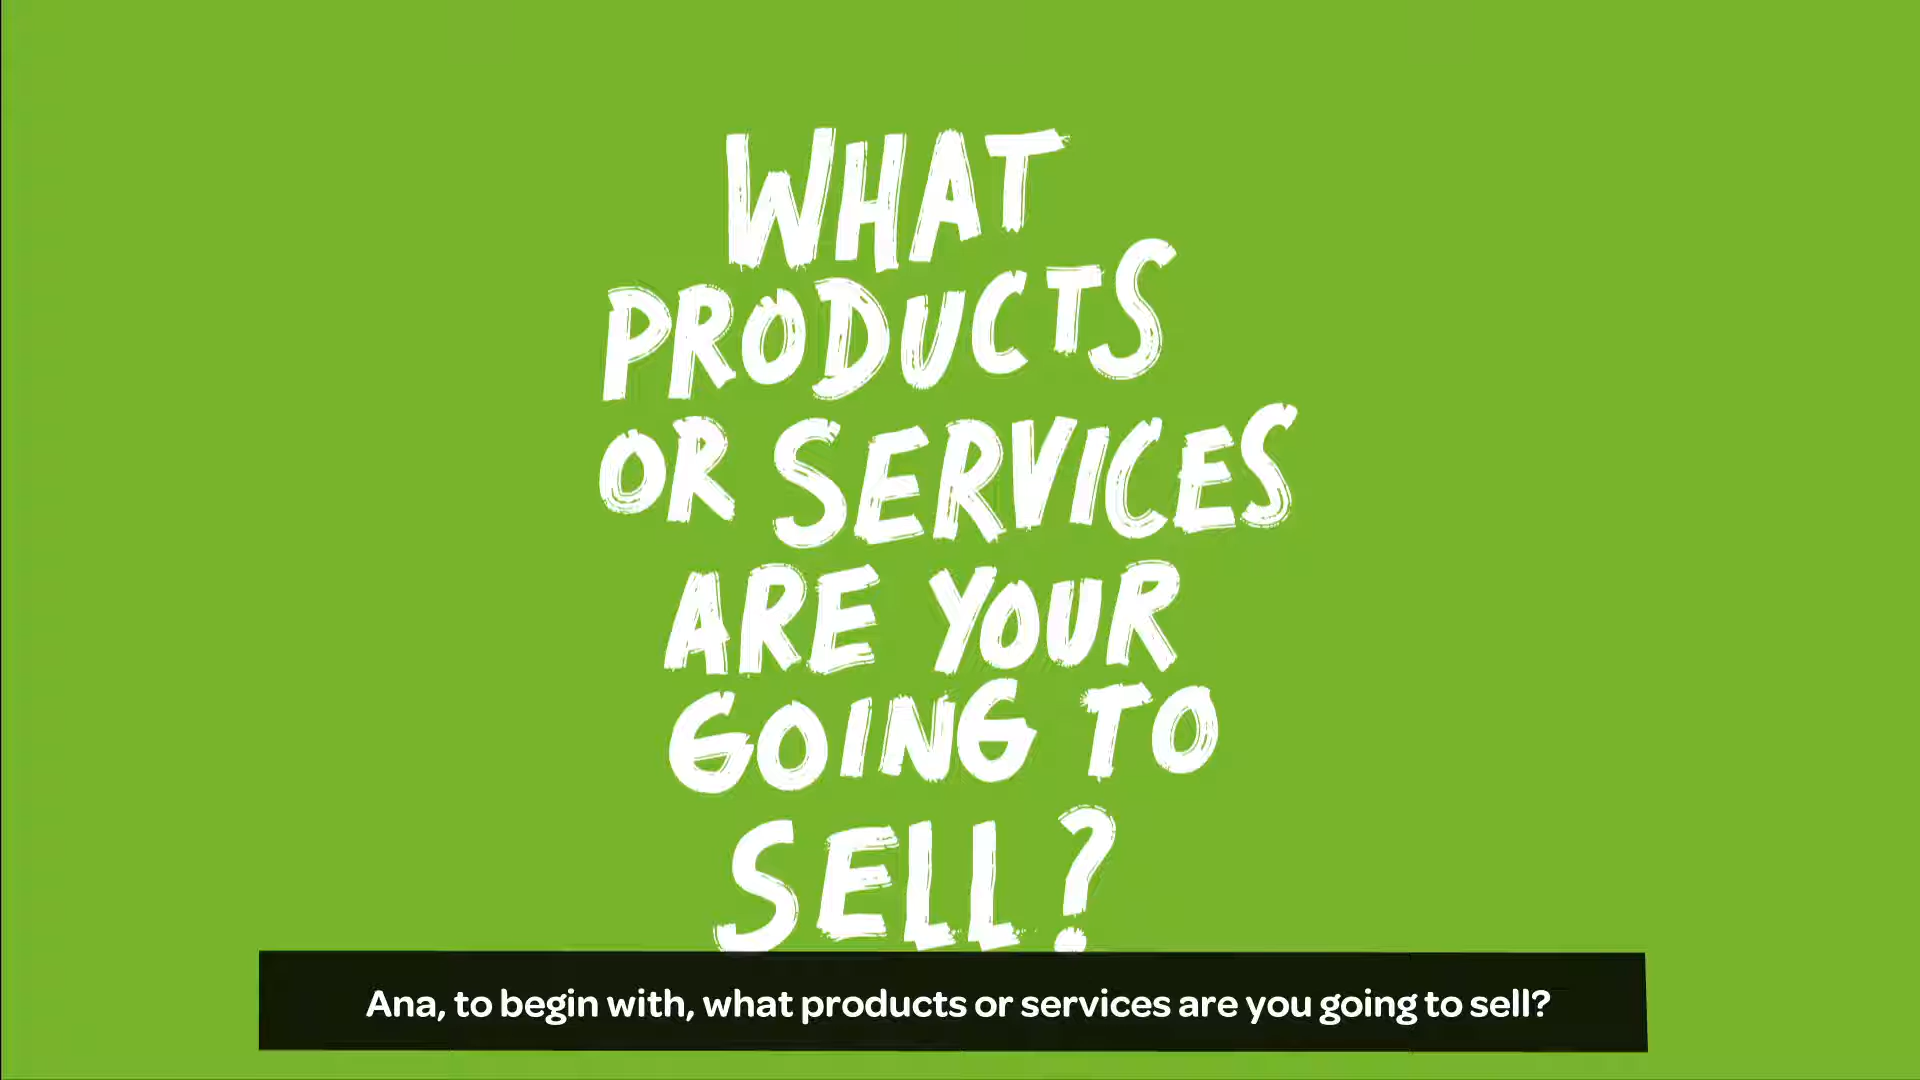 WHAT
PRODUCTS
OR SERVICES
ARE YOUR
GOING TO
SELL?
Ana, to begin with, what products or services are you going to sell?